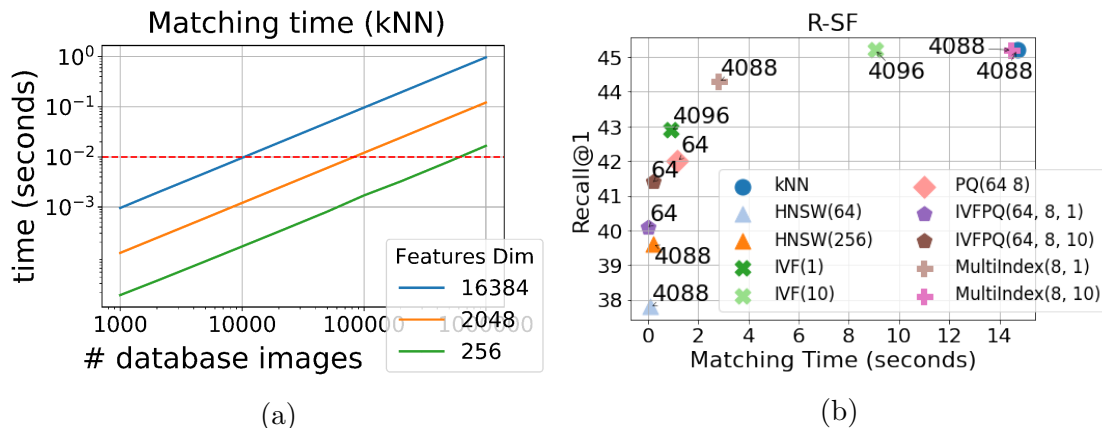 Matching time (kNN)
time (seconds)
10^0
10^-1
10^-2
10^-3
1000
10000
100000
1000000
# database images
Features Dim
16384
2048
256
(a)
R-SF
Recall@1
45
44
43
42
41
40
39
38
4088
4096
4088
4088
4096
64
64
64
4088
4088
kNN
HNSW(64)
HNSW(256)
IVF(1)
IVF(10)
PQ(64 8)
IVFPQ(64, 8, 1)
IVFPQ(64, 8, 10)
MultiIndex(8, 1)
MultiIndex(8, 10)
0
2
4
6
8
10
12
14
Matching Time (seconds)
(b)